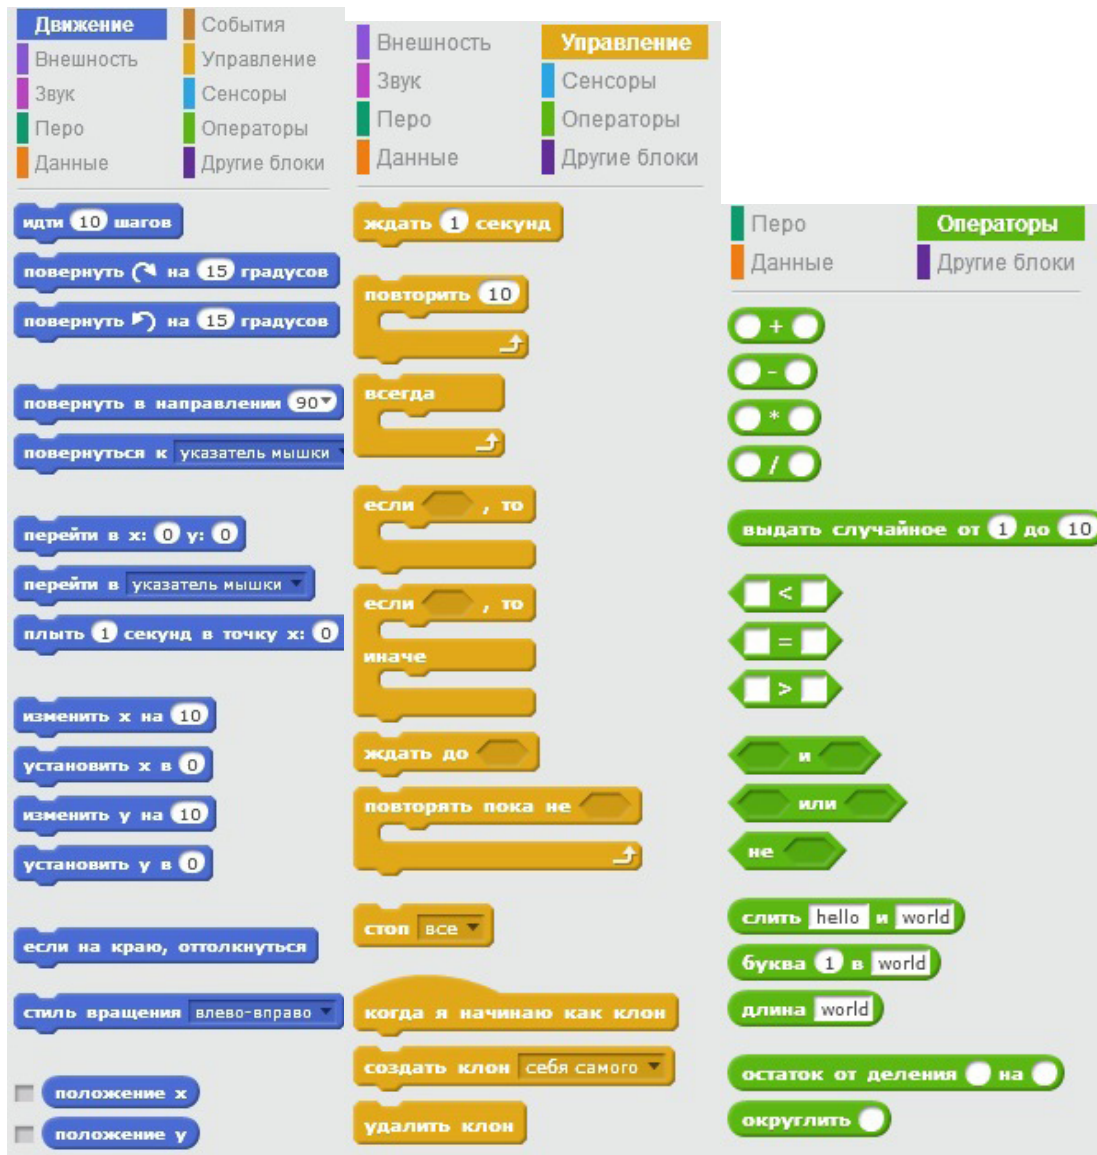 Движение События
Внешность Управление
Звук Сенсоры
Перо Операторы
Данные Другие блоки
идти 10 шагов
повернуть на 15 градусов
повернуть на 15 градусов
повернуть в направлении 90
повернуться к указатель мышки
перейти в x: 0 y: 0
перейти в указатель мышки
плыть 1 секунд в точку x: 0
изменить x на 10
установить x в 0
изменить y на 10
установить y в 0
если на краю, оттолкнуться
стиль вращения влево-вправо
положение x
положение y
Внешность Управление
Звук Сенсоры
Перо Операторы
Данные Другие блоки
ждать 1 секунд
повторить 10
всегда
если , то
если , то
иначе
ждать до
повторять пока не
стоп все
когда я начинаю как клон
создать клон себя самого
удалить клон
Перо Операторы
Данные Другие блоки
+
-
*
/
выдать случайное от 1 до 10
<
=
>
и
или
не
слить hello и world
буква 1 в world
длина world
остаток от деления на
округлить